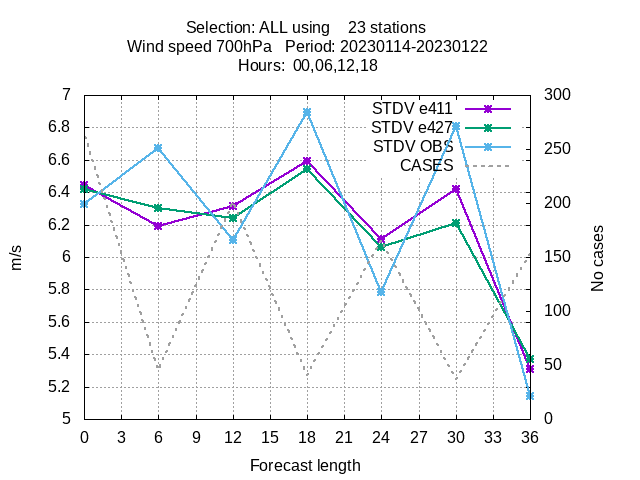 Selection: ALL using 23 stations
Wind speed 700hPa Period: 20230114-20230122
Hours: 00,06,12,18
STDV e411
STDV e427
STDV OBS
CASES
7
6.8
6.6
6.4
6.2
6
5.8
5.6
5.4
5.2
5
300
250
200
150
100
50
0
m/s
No cases
0 3 6 9 12 15 18 21 24 27 30 33 36
Forecast length